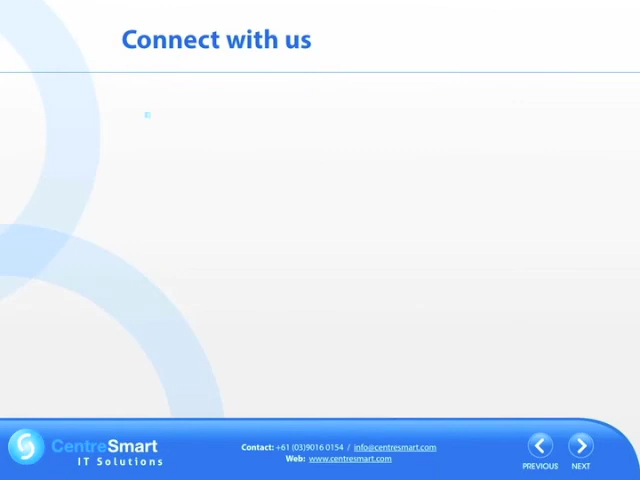 Connect with us
CentreSmart
IT Solutions
Contact: +61 (03)9016 0154 / info@centresmart.com
Web: www.centresmart.com
PREVIOUS NEXT